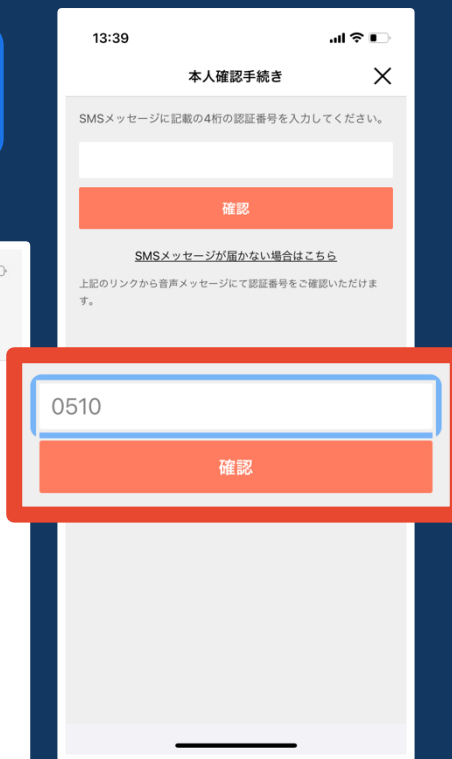 13:39
本人確認手続き
SMSメッセージに記載の4桁の認証番号を入力してください。
確認
SMSメッセージが届かない場合はこちら
上記のリンクから音声メッセージにて認証番号をご確認いただけま
す。
0510
確認